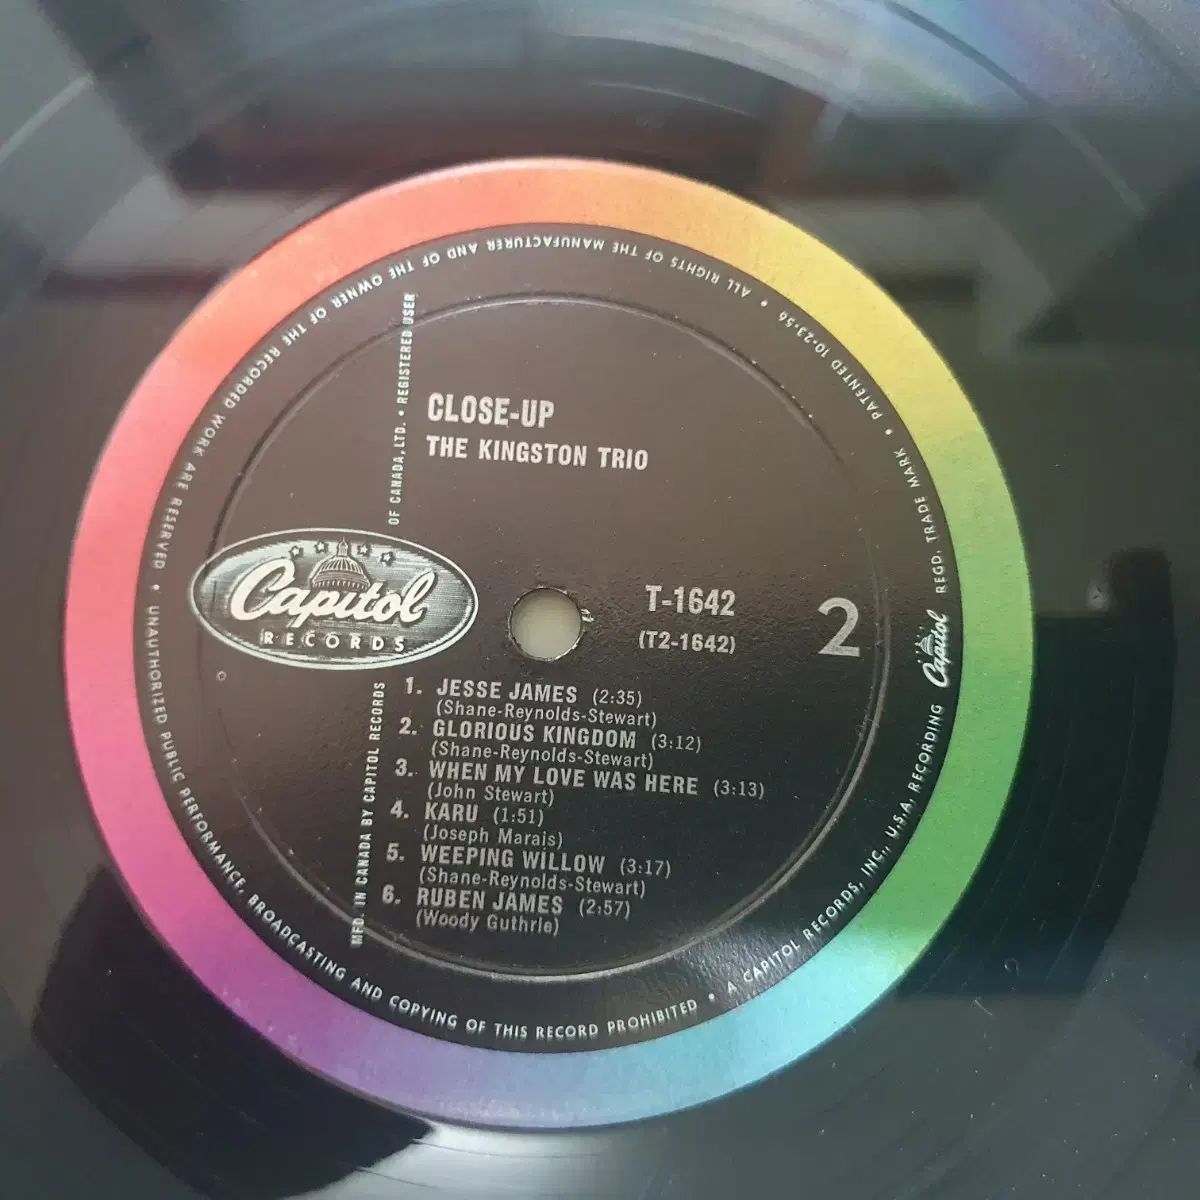 CLOSE-UP
THE KINGSTON TRIO
Capitol
RECORDS
T-1642
(T2-1642)
2
1. JESSE JAMES (2:35)
(Shane-Reynolds-Stewart)
2. GLORIOUS KINGDOM (3:12)
(Shane-Reynolds-Stewart)
3. WHEN MY LOVE WAS HERE (3:13)
(John Stewart)
4. KARU (1:51)
(Joseph Marais)
5. WEEPING WILLOW (3:17)
(Shane-Reynolds-Stewart)
6. RUBEN JAMES (2:57)
(Woody Guthrie)
MFD. IN CANADA BY CAPITOL RECORDS OF CANADA, LTD. • REGISTERED USER
A CAPITOL RECORDS, INC., U.S.A. RECORDING Capitol REGD. TRADE MARK • PATENTED 10-23-56 • ALL RIGHTS OF THE MANUFACTURER AND OF THE OWNER OF THE RECORDED WORK ARE RESERVED • UNAUTHORIZED PUBLIC PERFORMANCE, BROADCASTING AND COPYING OF THIS RECORD PROHIBITED •